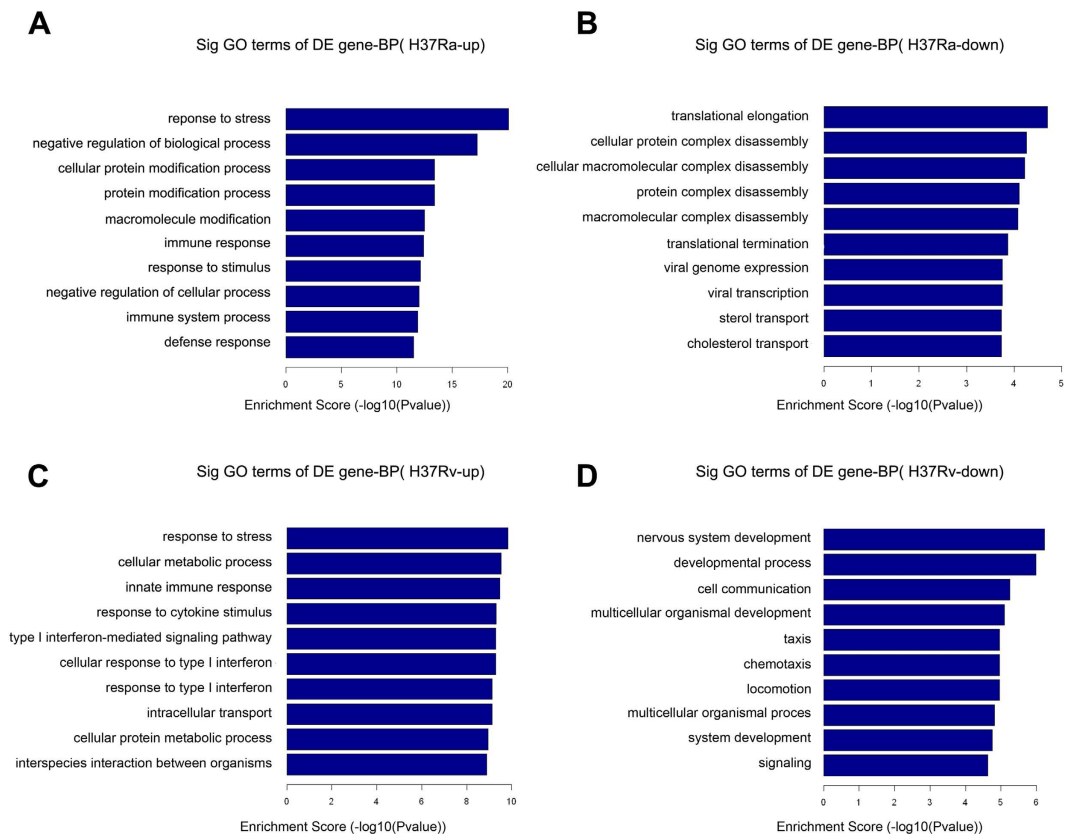 A
Sig GO terms of DE gene-BP( H37Ra-up)
reponse to stress
negative regulation of biological process
cellular protein modification process
protein modification process
macromolecule modification
immune response
response to stimulus
negative regulation of cellular process
immune system process
defense response
0 5 10 15 20
Enrichment Score (-log10(Pvalue))
B
Sig GO terms of DE gene-BP( H37Ra-down)
translational elongation
cellular protein complex disassembly
cellular macromolecular complex disassembly
protein complex disassembly
macromolecular complex disassembly
translational termination
viral genome expression
viral transcription
sterol transport
cholesterol transport
0 1 2 3 4 5
Enrichment Score (-log10(Pvalue))
C
Sig GO terms of DE gene-BP( H37Rv-up)
response to stress
cellular metabolic process
innate immune response
response to cytokine stimulus
type I interferon-mediated signaling pathway
cellular response to type I interferon
response to type I interferon
intracellular transport
cellular protein metabolic process
interspecies interaction between organisms
0 2 4 6 8 10
Enrichment Score (-log10(Pvalue))
D
Sig GO terms of DE gene-BP( H37Rv-down)
nervous system development
developmental process
cell communication
multicellular organismal development
taxis
chemotaxis
locomotion
multicellular organismal proces
system development
signaling
0 1 2 3 4 5 6
Enrichment Score (-log10(Pvalue))